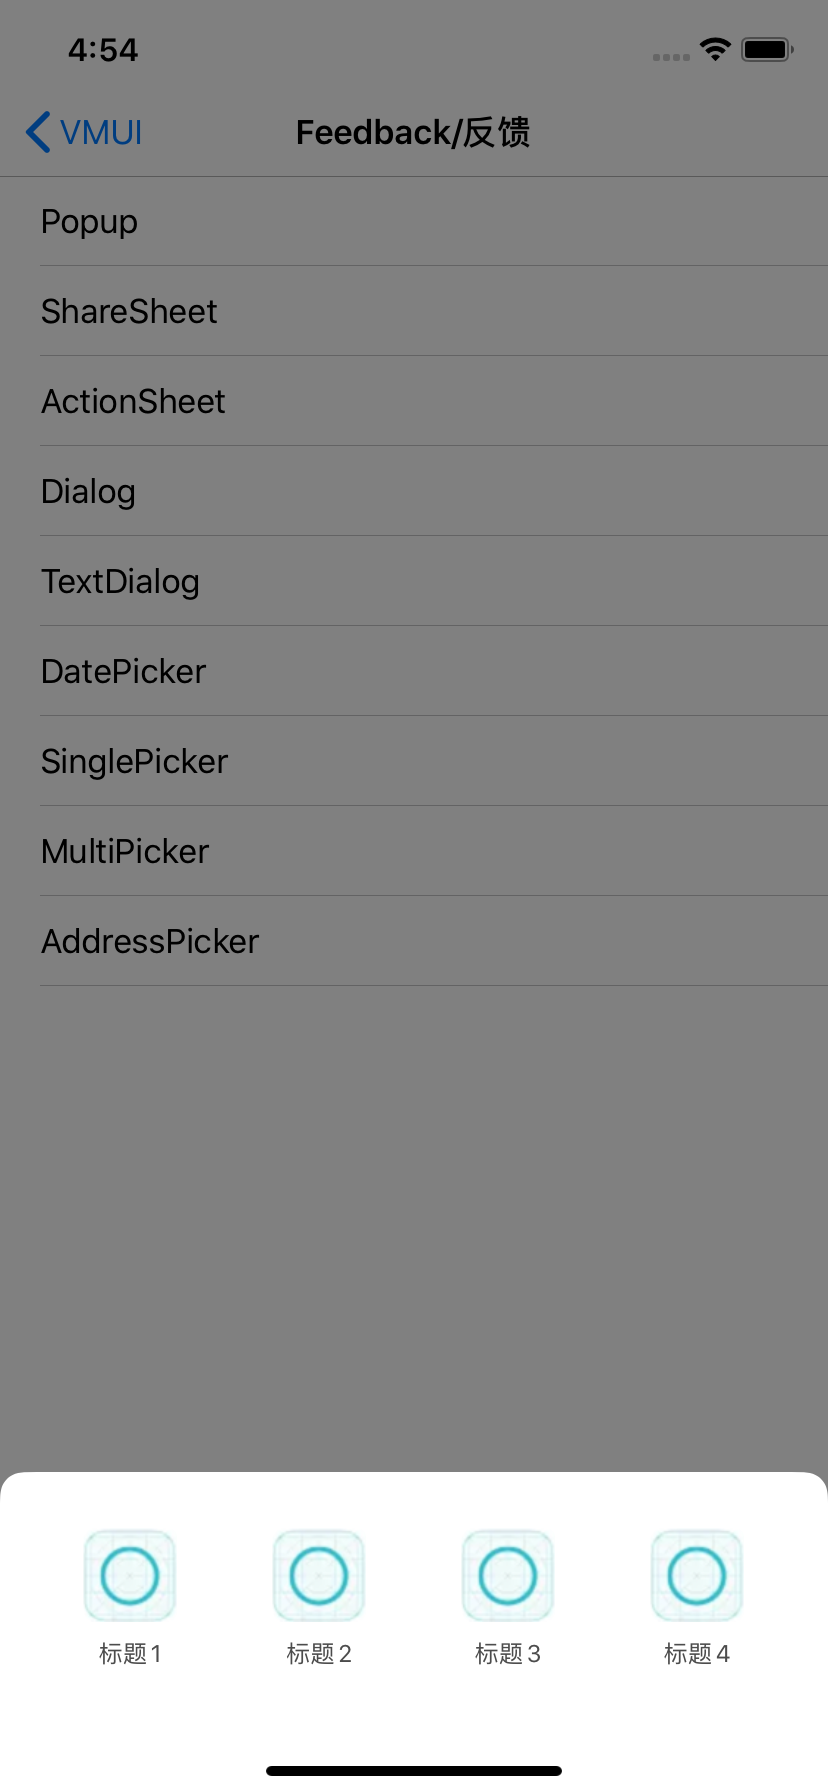 4:54
VMUI
Feedback/反馈
Popup
ShareSheet
ActionSheet
Dialog
TextDialog
DatePicker
SinglePicker
MultiPicker
AddressPicker
标题1 标题2 标题3 标题4